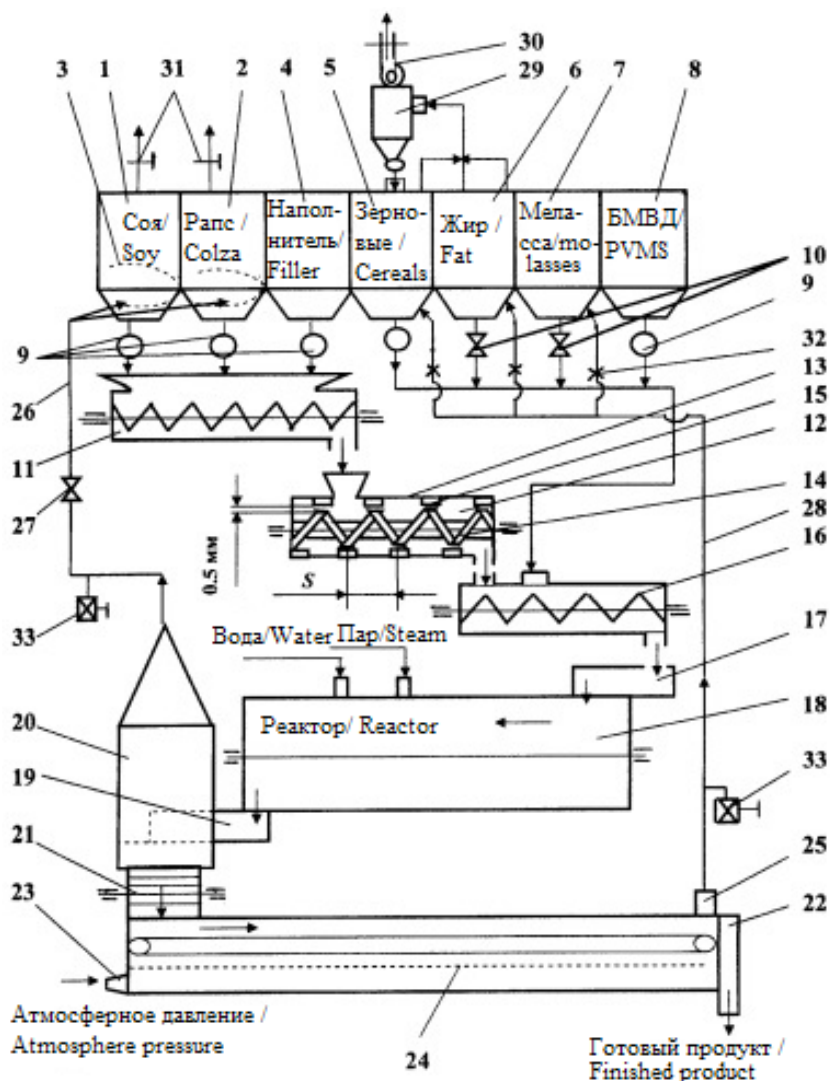 30
29
3
1
31
2
4
5
6
7
8
Соя/
Soy
Рапс /
Colza
Напол-
нитель/
Filler
Зерно-
вые /
Cereals
Жир /
Fat
Мела-
сса/mo-
lasses
БМВД/
PVMS
10
9
9
32
13
26
15
12
11
14
27
0.5 мм
28
16
S
33
Вода/Water
Пар/Steam
17
Реактор/ Reactor
18
20
19
33
21
25
23
22
Атмосферное давление /
Atmosphere pressure
24
Готовый продукт /
Finished product